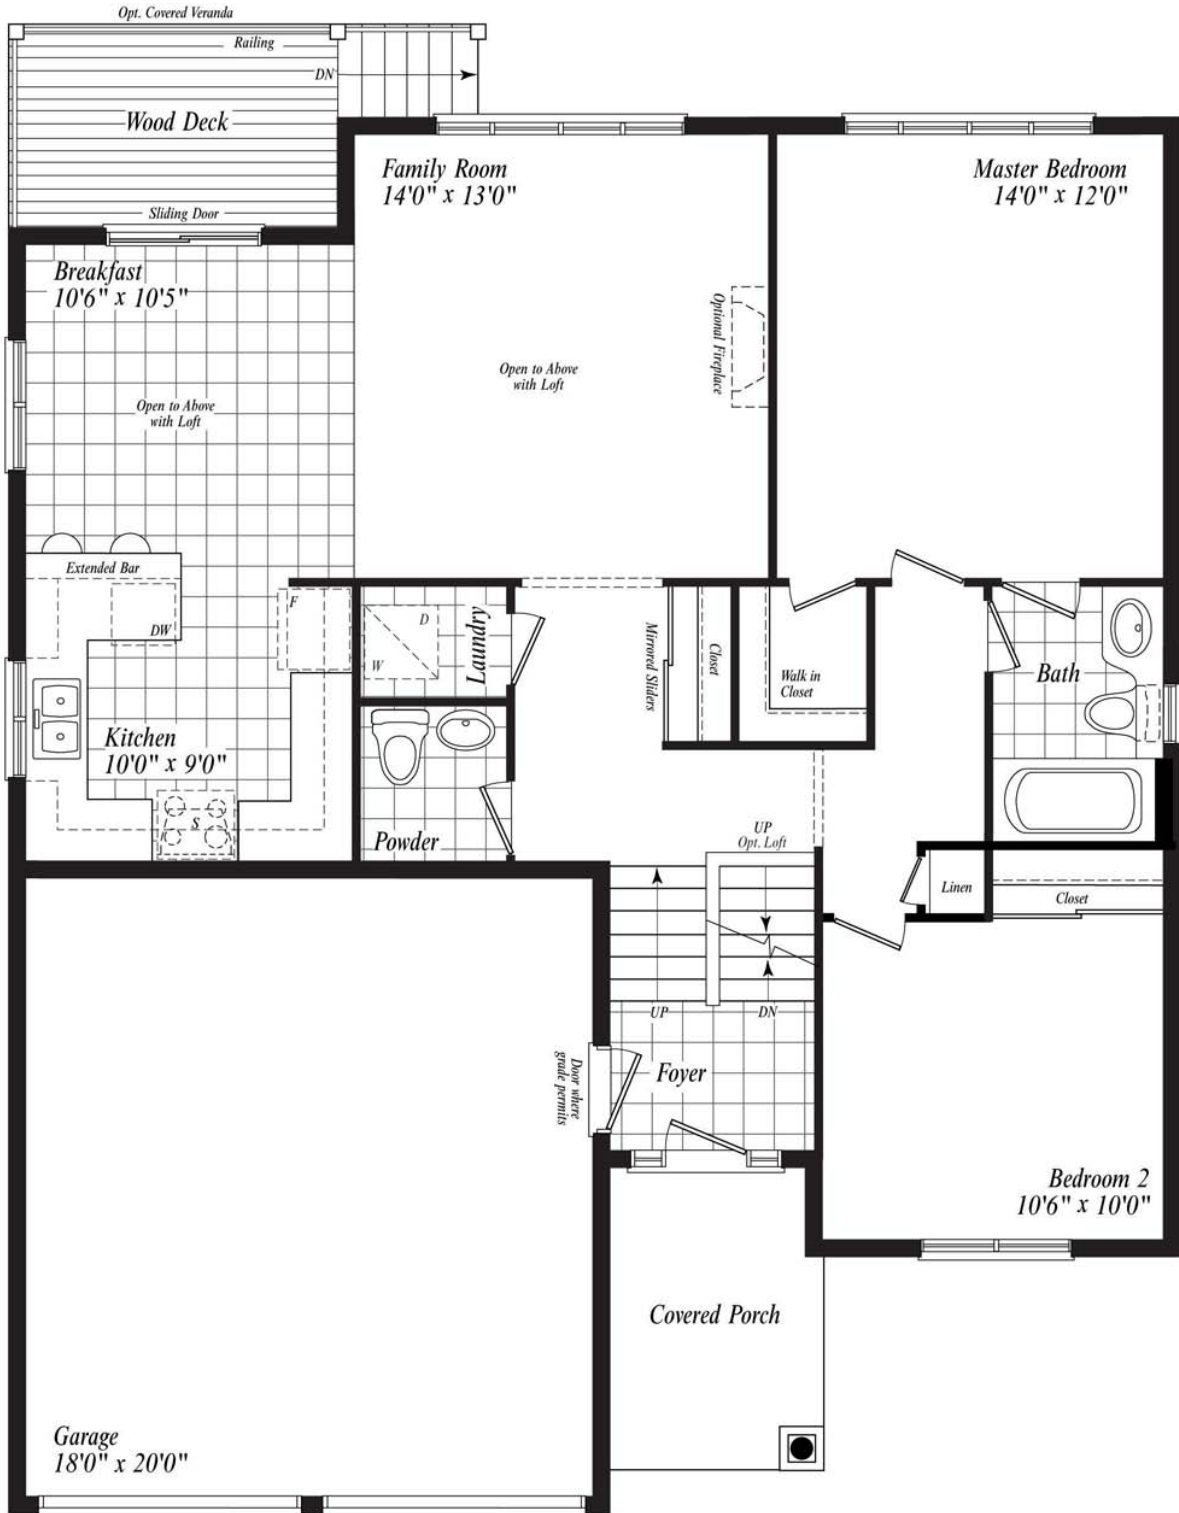 Opt. Covered Veranda
Railing
DN
Wood Deck
Sliding Door
Family Room
14'0" x 13'0"
Master Bedroom
14'0" x 12'0"
Breakfast
10'6" x 10'5"
Optional Fireplace
Open to Above
with Loft
Open to Above
with Loft
Extended Bar
DW
F
D
W
Laundry
Mirrored Sliders
Closet
Walk in
Closet
Bath
Kitchen
10'0" x 9'0"
S
Powder
UP
Opt. Loft
Linen
Closet
UP
DN
Foyer
Door where
grade permits
Bedroom 2
10'6" x 10'0"
Covered Porch
Garage
18'0" x 20'0"